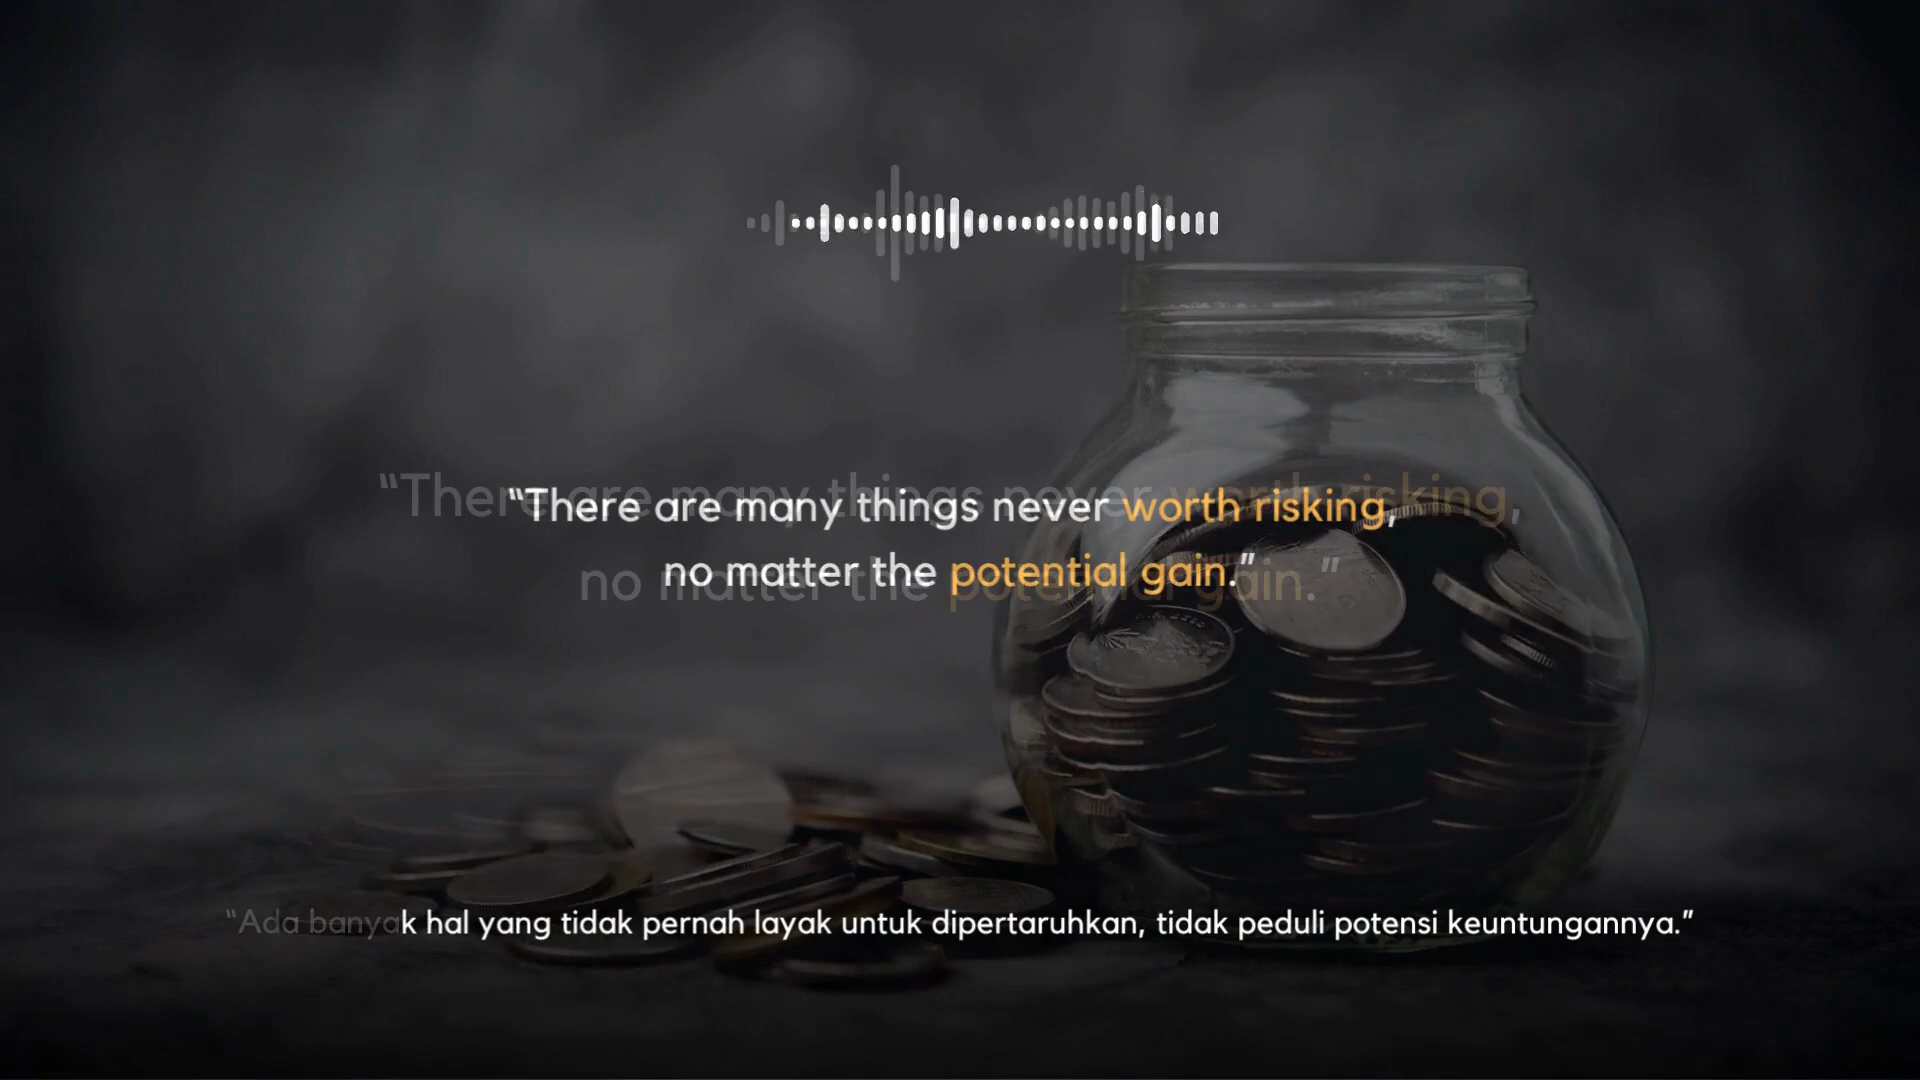 “There are many things never worth risking,
no matter the potential gain.”
“Ada banyak hal yang tidak pernah layak untuk dipertaruhkan, tidak peduli potensi keuntungannya.”